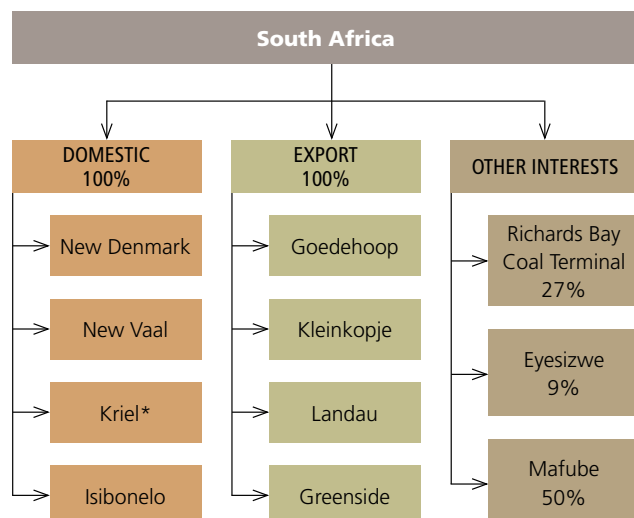 South Africa
DOMESTIC
100%
New Denmark
New Vaal
Kriel*
Isibonelo
EXPORT
100%
Goedehoop
Kleinkopje
Landau
Greenside
OTHER INTERESTS
Richards Bay
Coal Terminal
27%
Eyesizwe
9%
Mafube
50%